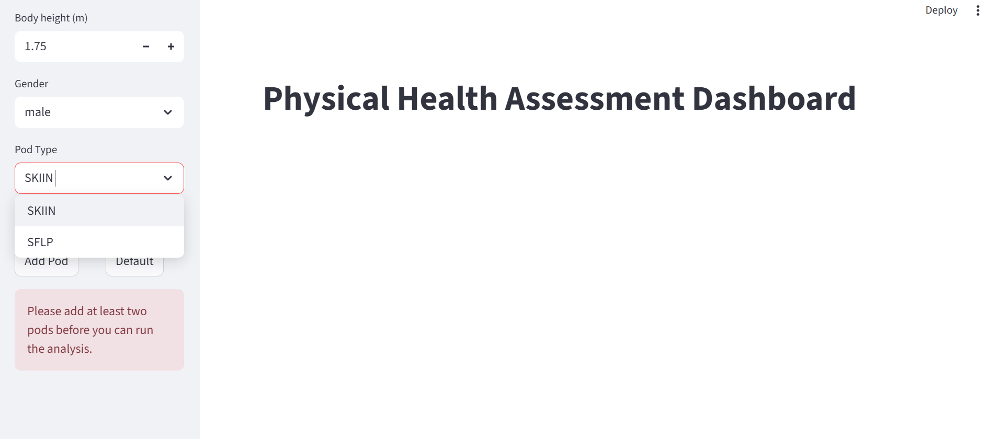 Body height (m)
1.75
Gender
male
Pod Type
SKIIN
SKIIN
SFLP
Add Pod
Default
Please add at least two
pods before you can run
the analysis.
Deploy
Physical Health Assessment Dashboard